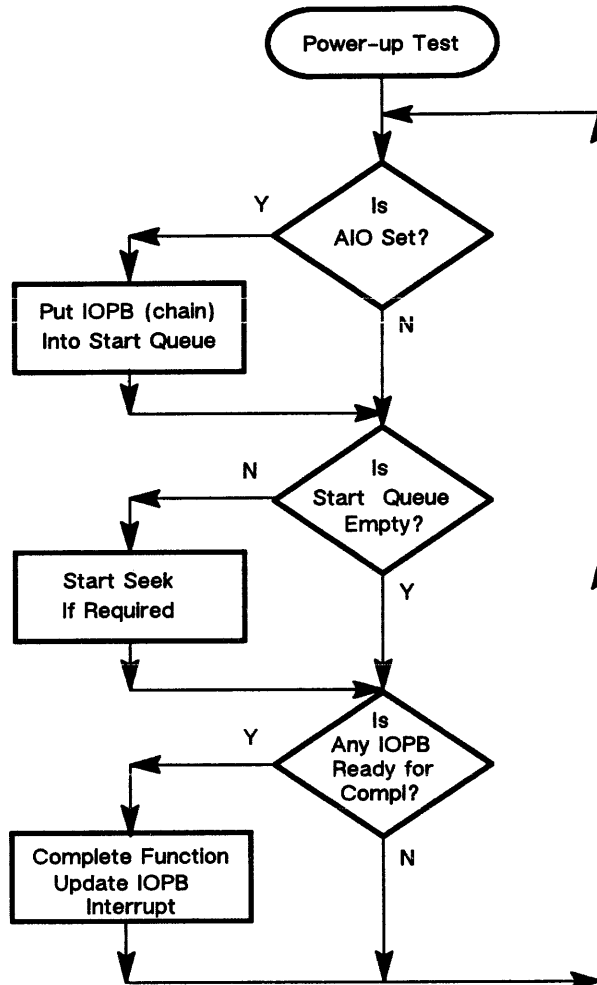 Power-up Test
Is
AIO Set?
Y
Put IOPB (chain)
Into Start Queue
N
Is
Start Queue
Empty?
N
Start Seek
If Required
Y
Is
Any IOPB
Ready for
Compl?
Y
Complete Function
Update IOPB
Interrupt
N